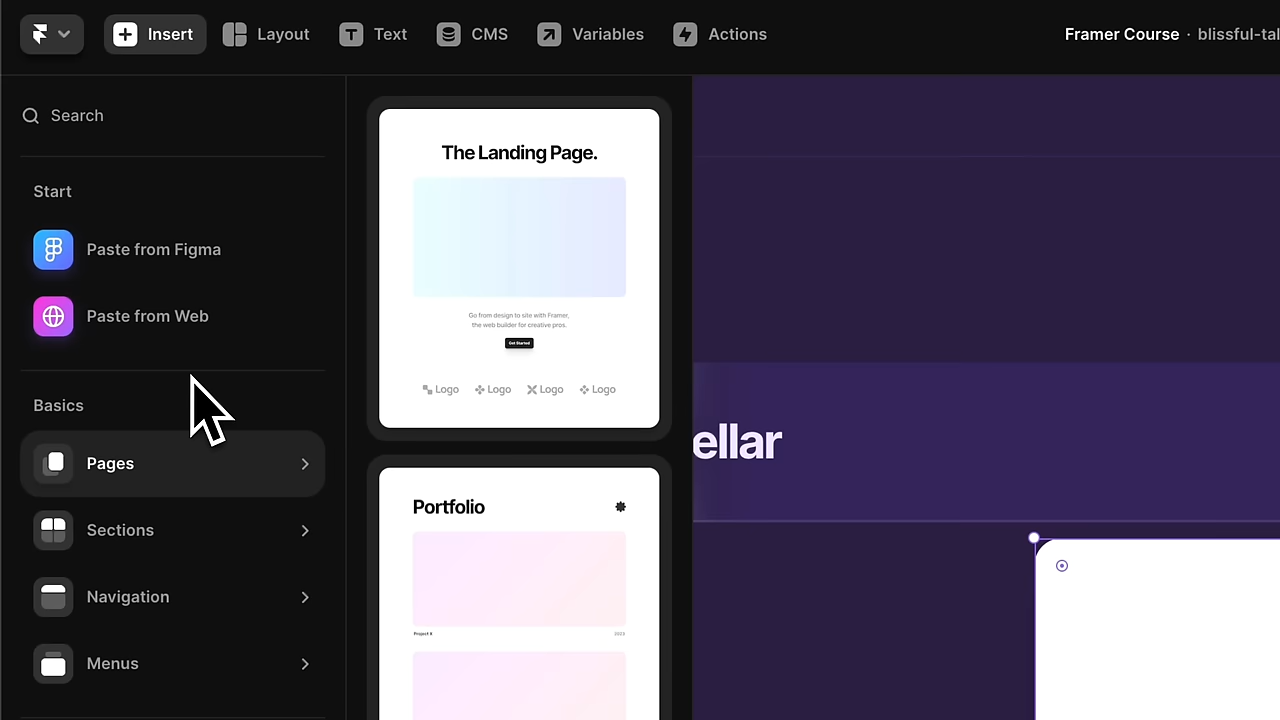 Insert
Layout
Text
CMS
Variables
Actions
Framer Course · blissful-tal
Search
Start
Paste from Figma
Paste from Web
Basics
Pages
Sections
Navigation
Menus
The Landing Page.
Go from design to site with Framer,
the web builder for creative pros.
Get Started
Logo Logo Logo Logo
Portfolio
Project X 2023
ellar